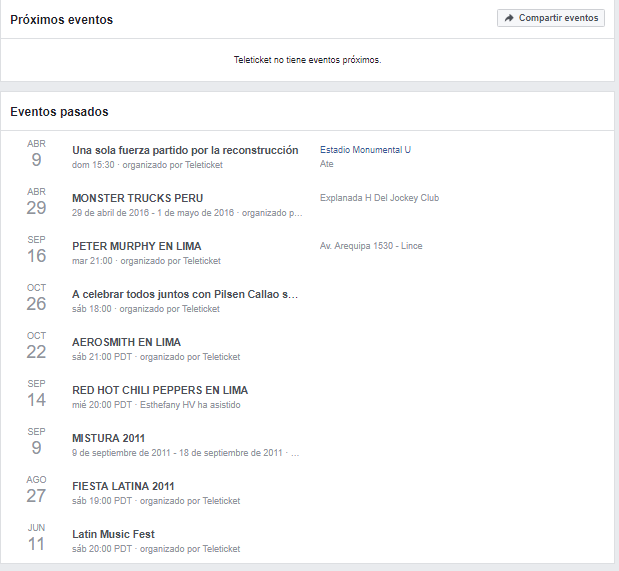 Próximos eventos
Compartir eventos
Teleticket no tiene eventos próximos.
Eventos pasados
ABR
9
Una sola fuerza partido por la reconstrucción
dom 15:30 · organizado por Teleticket
Estadio Monumental U
Ate
ABR
29
MONSTER TRUCKS PERU
29 de abril de 2016 - 1 de mayo de 2016 · organizado p...
Explanada H Del Jockey Club
SEP
16
PETER MURPHY EN LIMA
mar 21:00 · organizado por Teleticket
Av. Arequipa 1530 - Lince
OCT
26
A celebrar todos juntos con Pilsen Callao s...
sáb 18:00 · organizado por Teleticket
OCT
22
AEROSMITH EN LIMA
sáb 21:00 PDT · organizado por Teleticket
SEP
14
RED HOT CHILI PEPPERS EN LIMA
mié 20:00 PDT · Esthefany HV ha asistido
SEP
9
MISTURA 2011
9 de septiembre de 2011 - 18 de septiembre de 2011 · ...
AGO
27
FIESTA LATINA 2011
sáb 19:00 PDT · organizado por Teleticket
JUN
11
Latin Music Fest
sáb 20:00 PDT · organizado por Teleticket